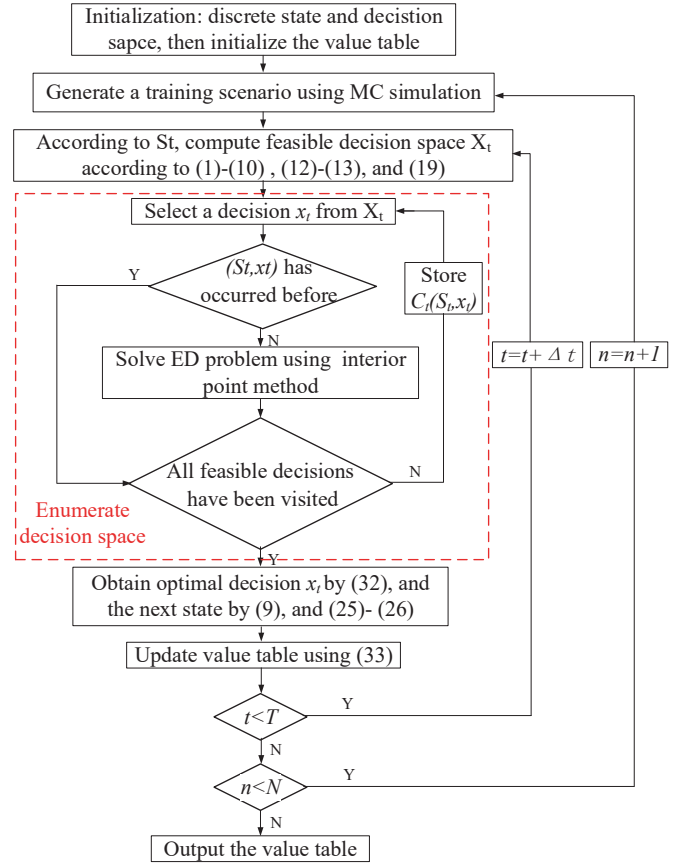 Initialization: discrete state and decistion
sapce, then initialize the value table
Generate a training scenario using MC simulation
According to St, compute feasible decision space Xt
according to (1)-(10) , (12)-(13), and (19)
Select a decision xt from Xt
(St,xt) has
occurred before
Y
N
Store
Ct(St,xt)
t=t+ Δ t
n=n+1
Solve ED problem using interior
point method
All feasible decisions
have been visited
N
Y
Enumerate
decision space
Obtain optimal decision xt by (32), and
the next state by (9), and (25)- (26)
Update value table using (33)
t<T
Y
N
n<N
Y
N
Output the value table